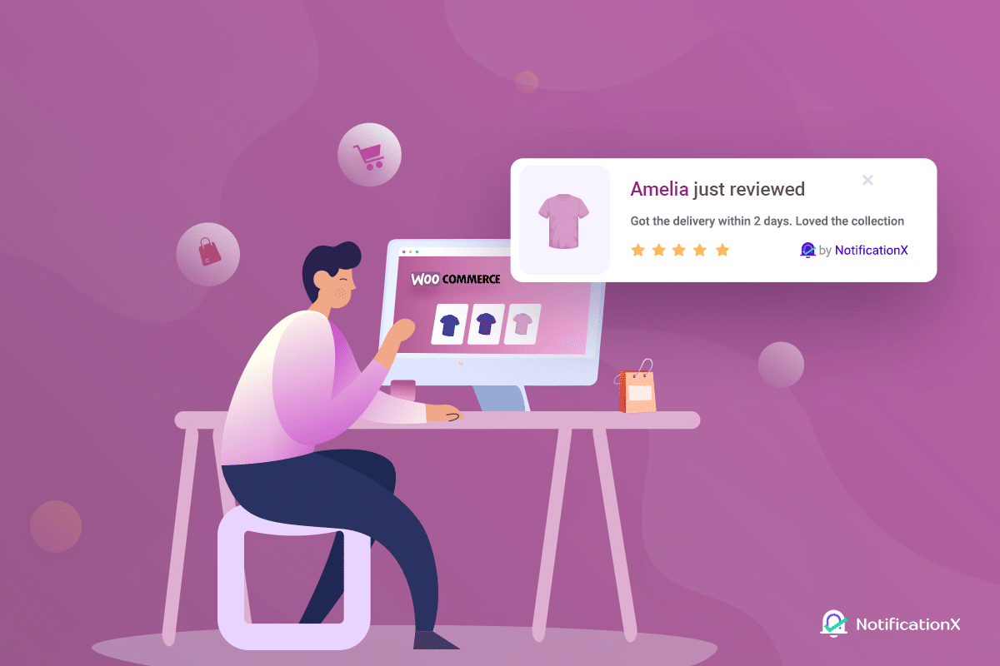 Amelia just reviewed
Got the delivery within 2 days. Loved the collection
by NotificationX
WOO COMMERCE
NotificationX